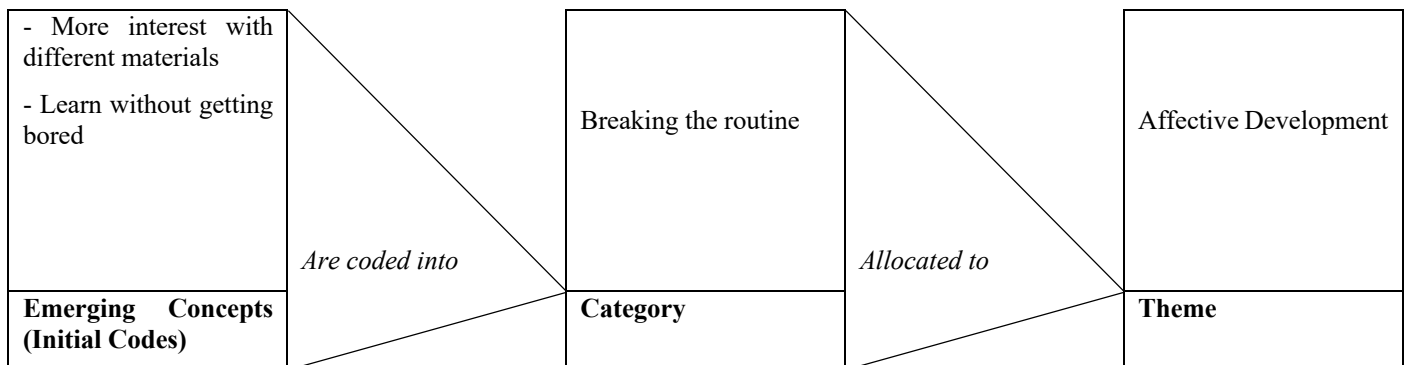 - More interest with
different materials
- Learn without getting
bored
Breaking the routine
Affective Development
Are coded into
Allocated to
Emerging Concepts
(Initial Codes)
Category
Theme